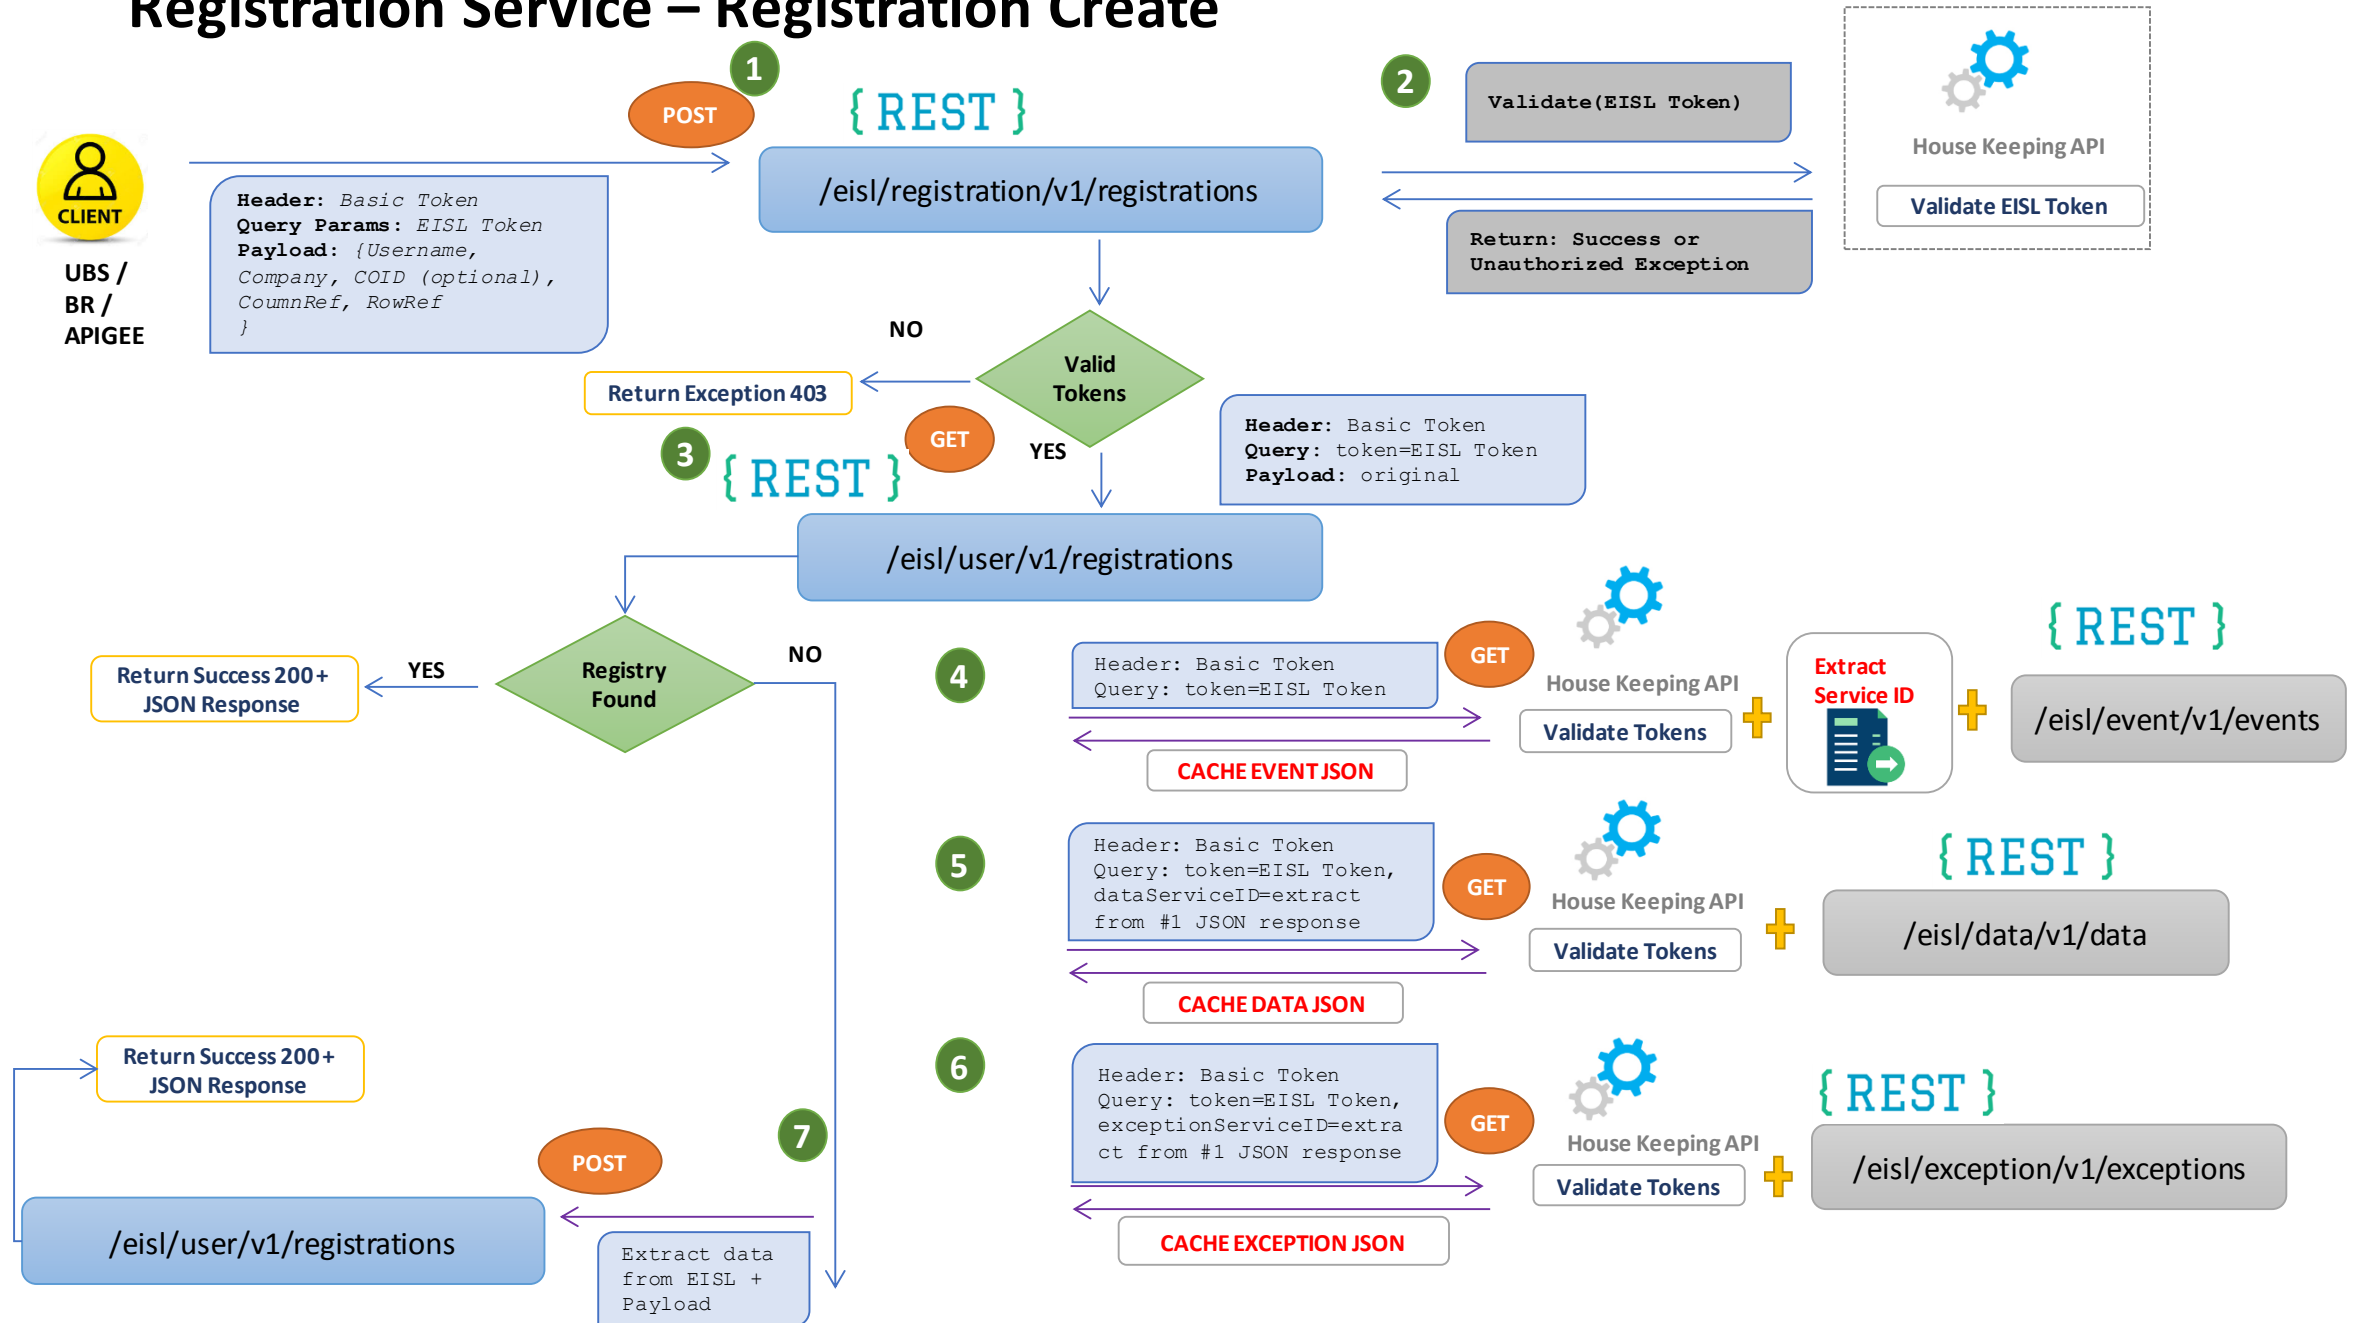 Registration Service – Registration Create
1
POST
{ REST }
2
Validate(EISL Token)
House Keeping API
Validate EISL Token
CLIENT
UBS /
BR /
APIGEE
Header: Basic Token
Query Params: EISL Token
Payload: {Username,
Company, COID (optional),
CoumnRef, RowRef
}
/eisl/registration/v1/registrations
Return: Success or
Unauthorized Exception
NO
Valid
Tokens
Return Exception 403
YES
3
{ REST }
GET
Header: Basic Token
Query: token=EISL Token
Payload: original
/eisl/user/v1/registrations
Registry
Found
YES
NO
Return Success 200+
JSON Response
4
Header: Basic Token
Query: token=EISL Token
GET
House Keeping API
Validate Tokens
Extract
Service ID
{ REST }
/eisl/event/v1/events
CACHE EVENT JSON
5
Header: Basic Token
Query: token=EISL Token,
dataServiceID=extract
from #1 JSON response
GET
House Keeping API
Validate Tokens
{ REST }
/eisl/data/v1/data
CACHE DATA JSON
6
Header: Basic Token
Query: token=EISL Token,
exceptionServiceID=extra
ct from #1 JSON response
GET
House Keeping API
Validate Tokens
{ REST }
/eisl/exception/v1/exceptions
CACHE EXCEPTION JSON
Return Success 200+
JSON Response
7
POST
/eisl/user/v1/registrations
Extract data
from EISL +
Payload